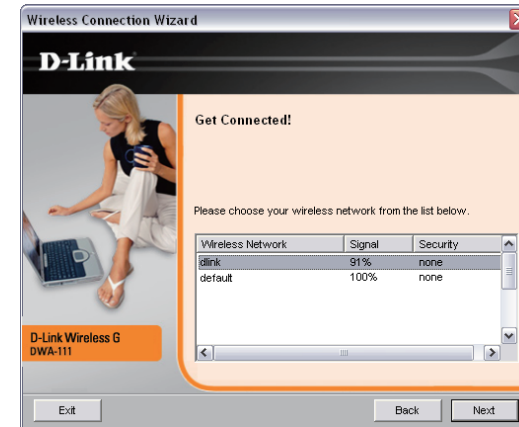 Wireless Connection Wizard
D-Link
Get Connected!
Please choose your wireless network from the list below.
Wireless Network Signal Security
dlink 91% none
default 100% none
D-Link Wireless G
DWA-111
Exit Back Next